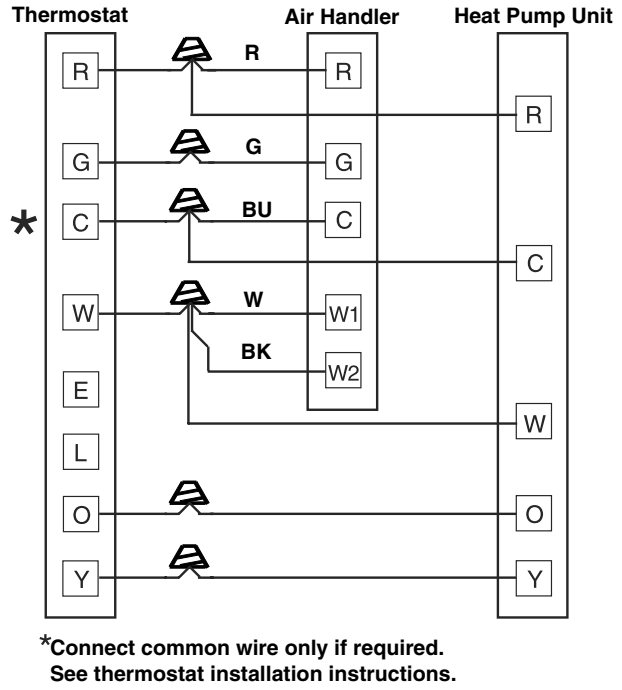 Thermostat Air Handler Heat Pump Unit
R R R
R
G G G
* C BU C
C
W W W1
BK W2
E
W
L
O O
Y Y
*Connect common wire only if required.
See thermostat installation instructions.